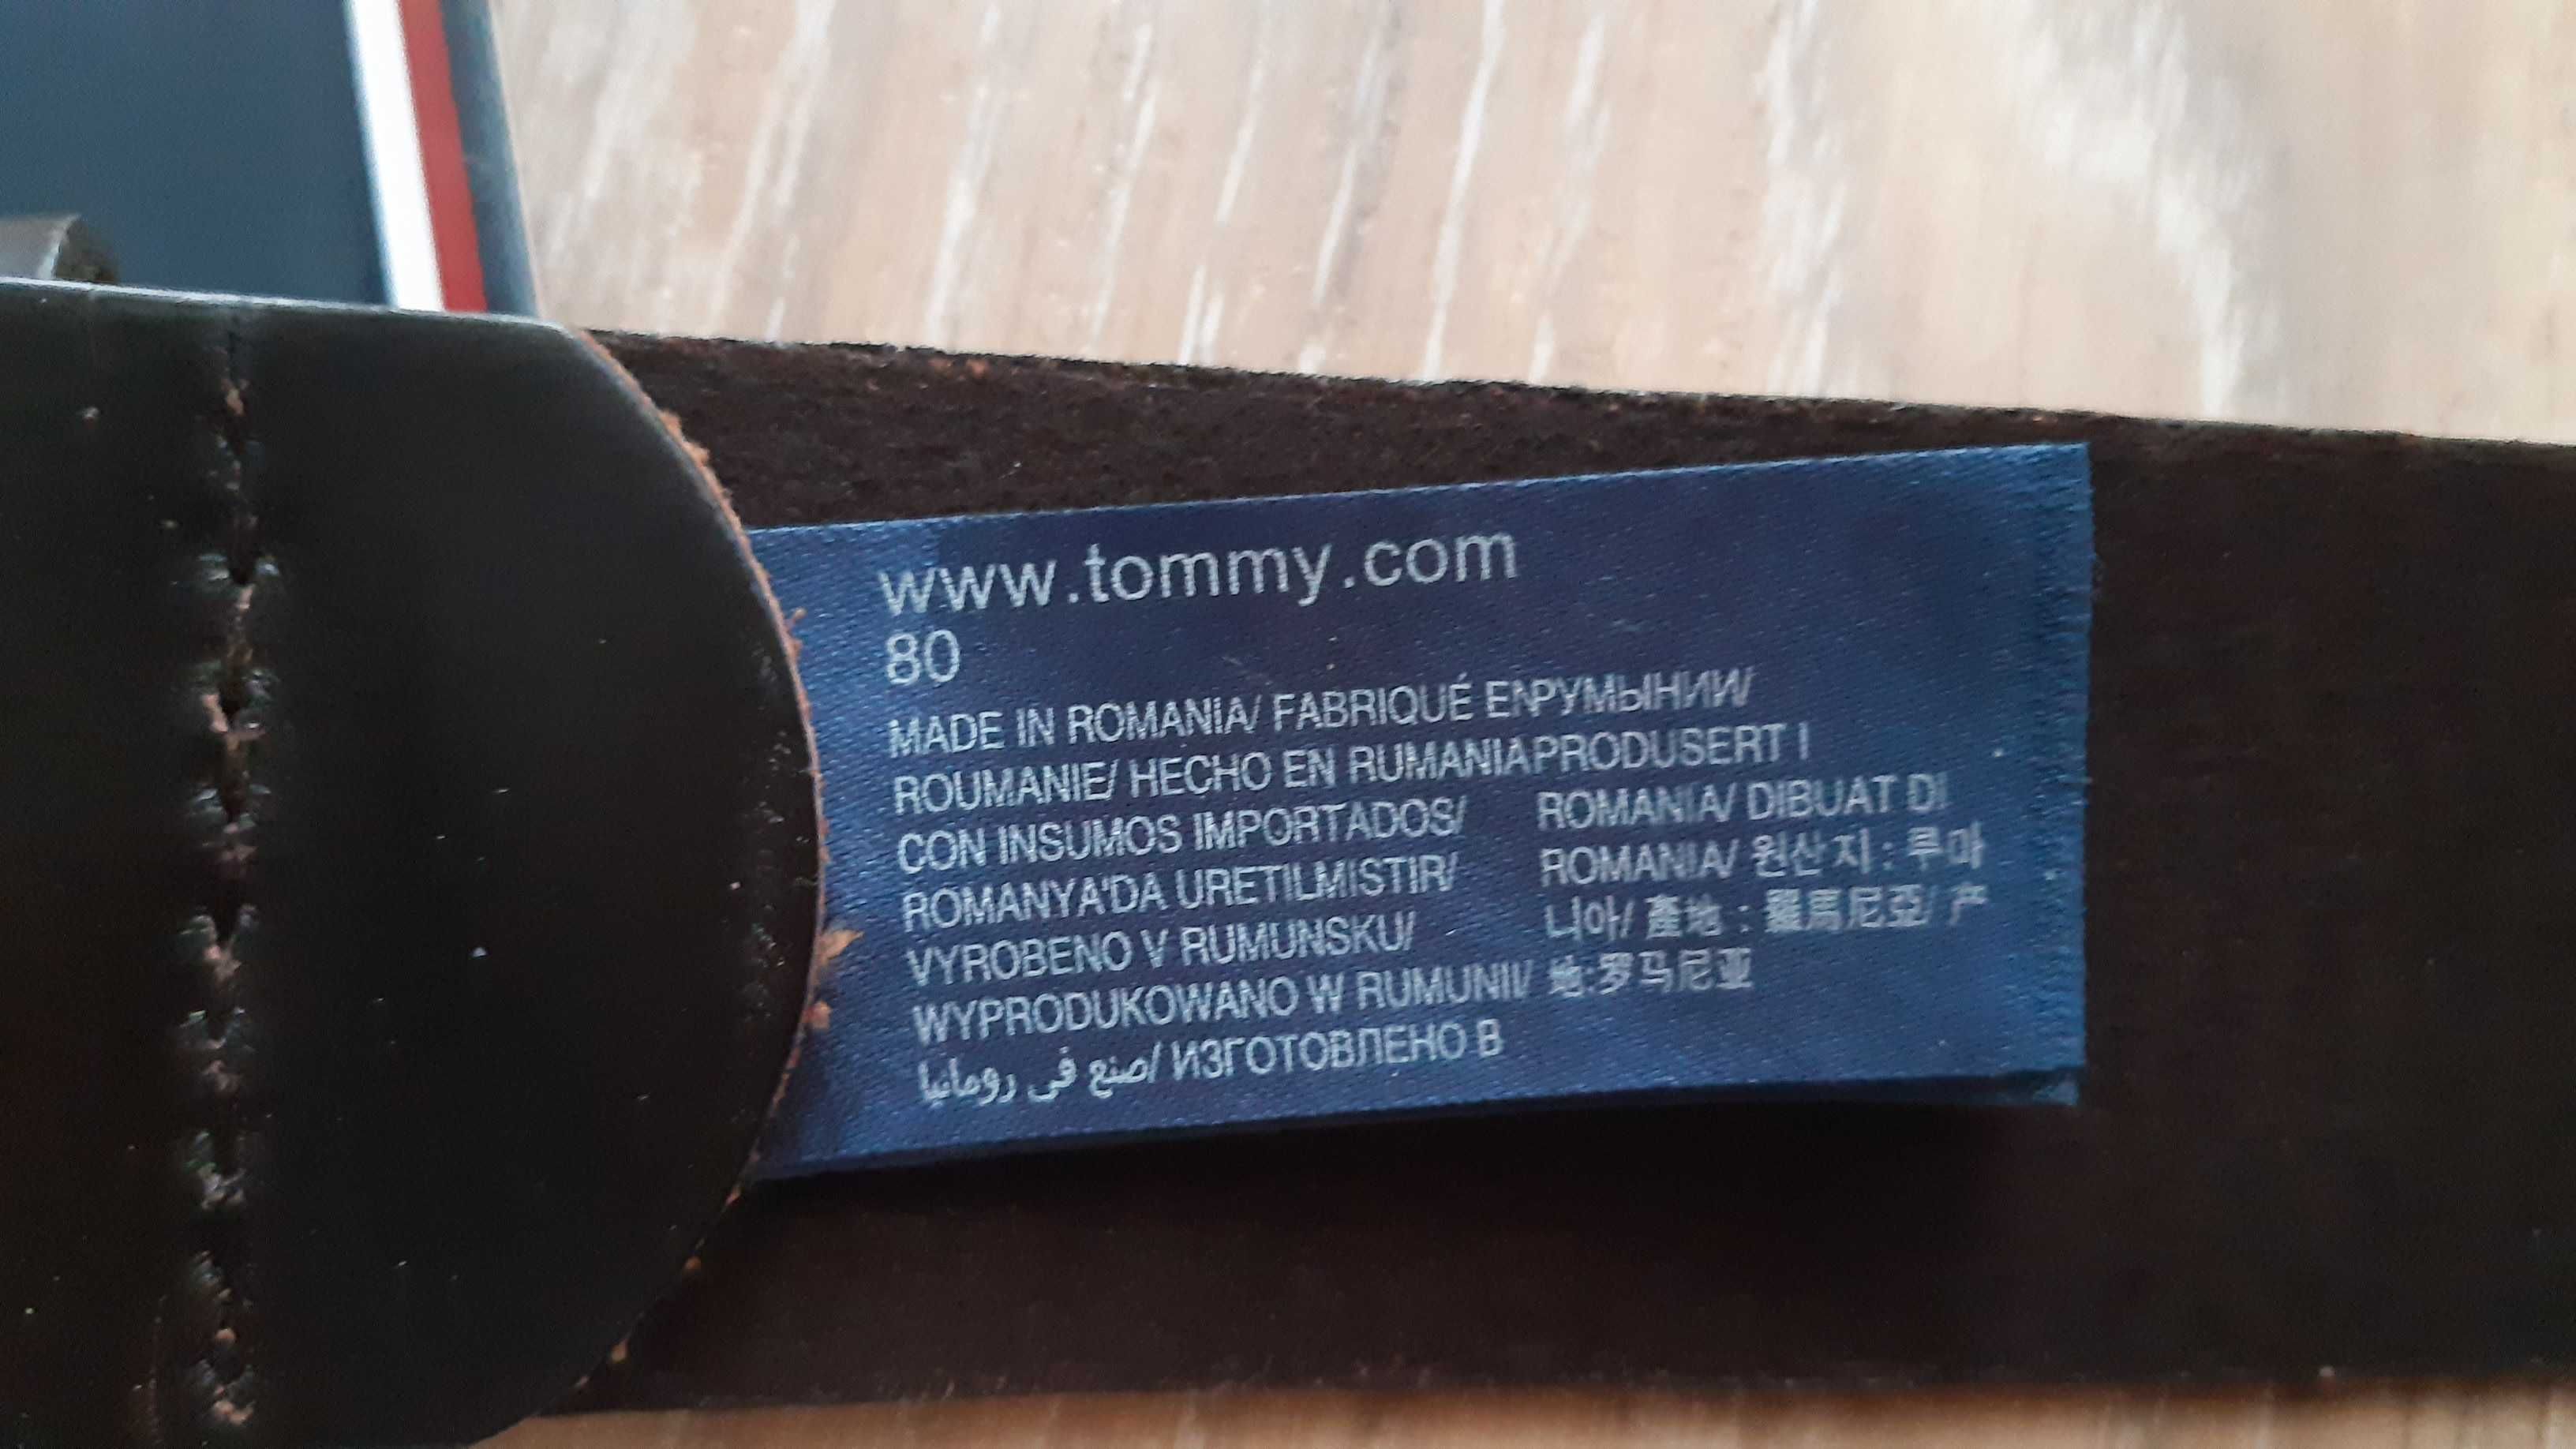 www.tommy.com
80
MADE IN ROMANIA/ FABRIQUÉ EN
ROUMANIE/ HECHO EN RUMANIA
CON INSUMOS IMPORTADOS/
ROMANYA'DA URETILMISTIR/
VYROBENO V RUMUNSKU/
WYPRODUKOWANO W RUMUNII/
صنع في رومانيا/ ИЗГОТОВЛЕНО В
РУМЫНИИ/
PRODUSERT I
ROMANIA/ DIBUAT DI
ROMANIA/ 원산지 : 루마
니아/ 產地 : 羅馬尼亞/ 产
地:罗马尼亚